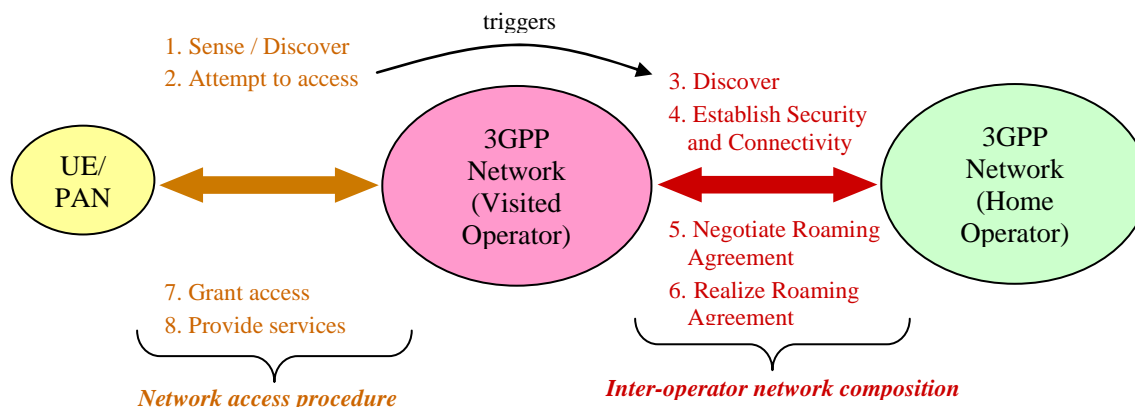 triggers
1. Sense / Discover
2. Attempt to access
3. Discover
4. Establish Security
and Connectivity
UE/
PAN
3GPP
Network
(Visited
Operator)
3GPP
Network
(Home
Operator)
5. Negotiate Roaming
Agreement
6. Realize Roaming
Agreement
7. Grant access
8. Provide services
Network access procedure
Inter-operator network composition